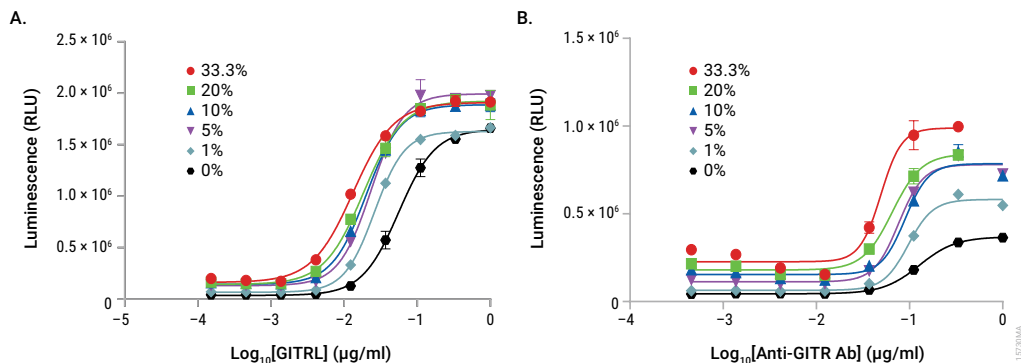 A.
2.5 × 10⁶
2.0 × 10⁶
1.5 × 10⁶
1.0 × 10⁶
0.5 × 10⁶
0
Luminescence (RLU)
33.3%
20%
10%
5%
1%
0%
−5 −4 −3 −2 −1 0
Log₁₀[GITRL] (µg/ml)
B.
1.5 × 10⁶
1.0 × 10⁶
0.5 × 10⁶
0
Luminescence (RLU)
33.3%
20%
10%
5%
1%
0%
−4 −3 −2 −1 0
Log₁₀[Anti-GITR Ab] (µg/ml)